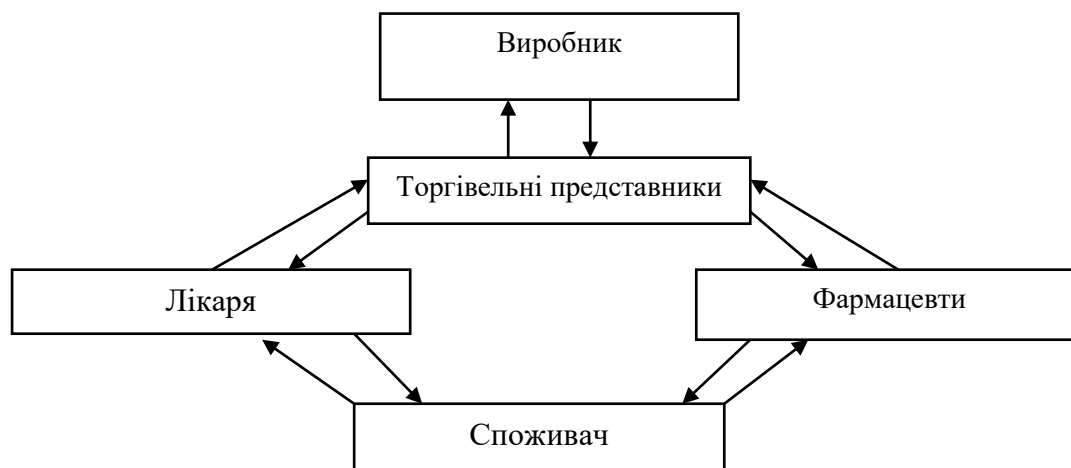 Виробник
Торгівельні представники
Лікаря
Фармацевти
Споживач